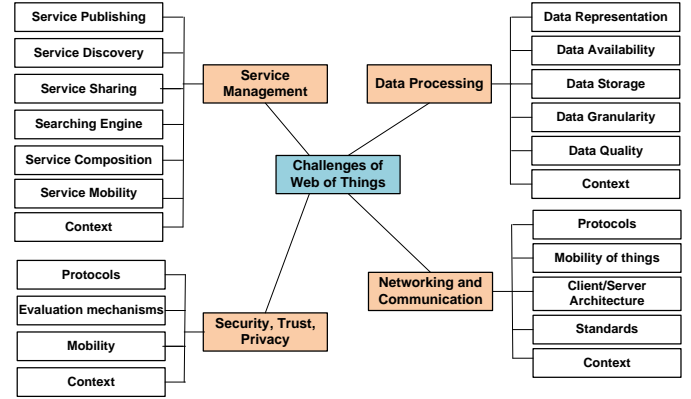 Service Publishing
Service Discovery
Service Sharing
Searching Engine
Service Composition
Service Mobility
Context
Service
Management
Data Processing
Data Representation
Data Availability
Data Storage
Data Granularity
Data Quality
Context
Challenges of
Web of Things
Protocols
Evaluation mechanisms
Mobility
Context
Security, Trust,
Privacy
Networking and
Communication
Protocols
Mobility of things
Client/Server
Architecture
Standards
Context